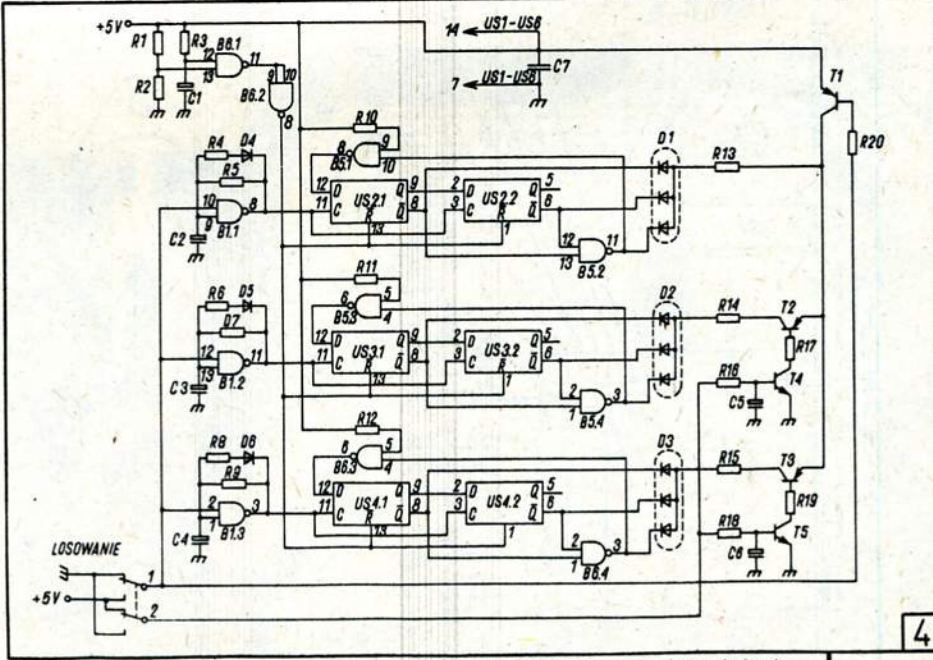 +5V
R1
R3
B6.1
12
13
11
R2
C1
9
10
B6.2
8
14
US1-US6
C7
7
US1-US6
T1
R20
R10
8
9
B5.1
10
D1
R13
R4
D4
R5
10
9
8
B1.1
C2
12
D
Q
9
11
C
US2.1
Q
8
R
13
2
D
Q
5
3
C
US2.2
Q
6
R
1
12
13
11
B5.2
R11
6
5
B5.3
4
D2
R14
T2
R17
R6
D5
D7
12
13
11
B1.2
C3
12
D
Q
9
11
C
US3.1
Q
8
R
13
2
D
Q
5
3
C
US3.2
Q
6
R
1
2
1
3
B5.4
R16
C5
T4
R12
6
5
B6.3
4
D3
R15
T3
R19
R8
D6
R9
2
1
3
B1.3
C4
12
D
Q
9
11
C
US4.1
Q
8
R
13
2
D
Q
5
3
C
US4.2
Q
6
1
2
1
3
B6.4
R18
C6
T5
LOSOWANIE
1
+5V
2
4